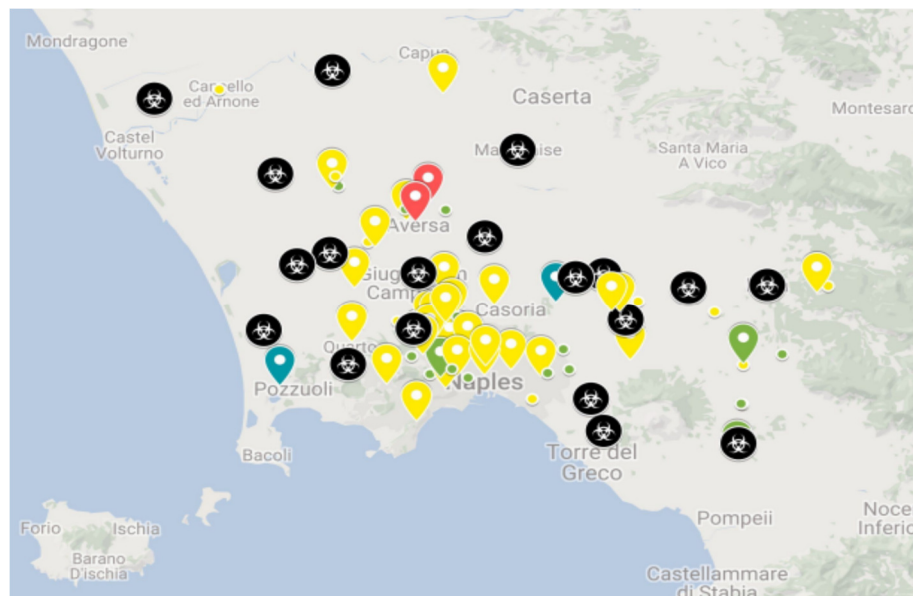 Mondragone
Capua
Cancello
ed Arnone
Caserta
Montesarc
Castel
Volturno
Santa Maria
A Vico
Aversa
Casoria
Quarto
Pozzuoli
Naples
Bacoli
Torre del
Greco
Forio
Ischia
Barano
D'ischia
Pompeii
Noce
Inferio
Castellammare
di Stabia